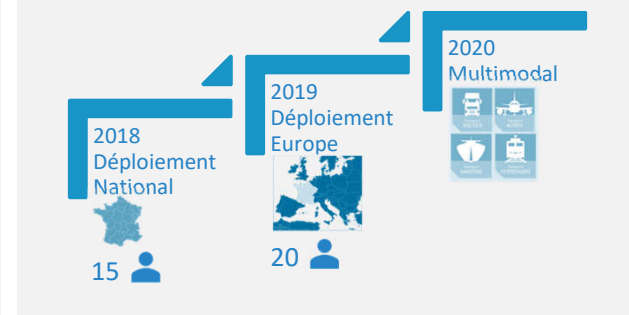 2018
Déploiement
National
15
2019
Déploiement
Europe
20
2020
Multimodal